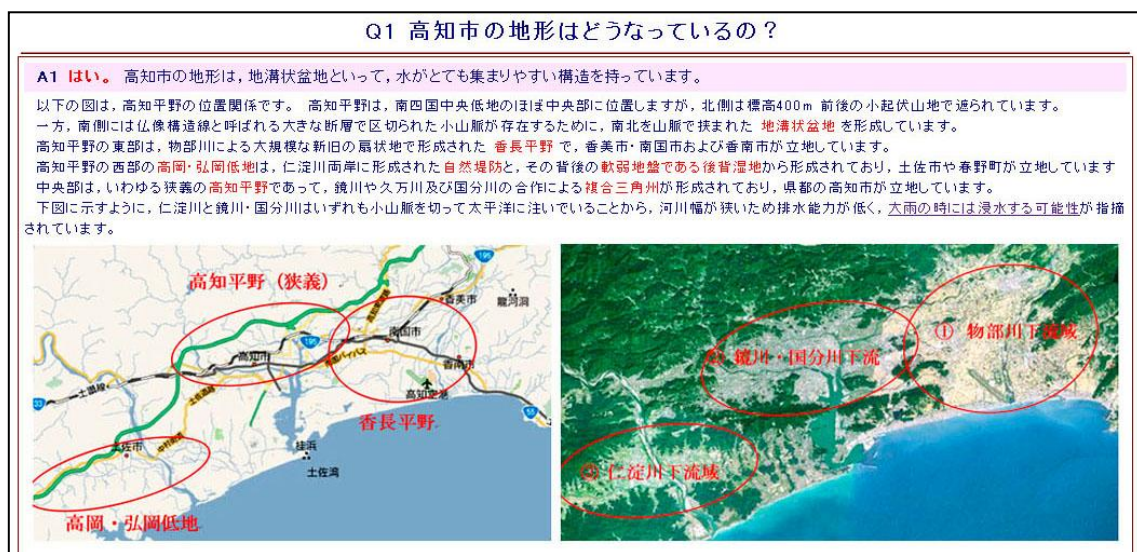 Q1 高知市の地形はどうなっているの？
A1 はい。 高知市の地形は，地溝状盆地といって，水がとても集まりやすい構造を持っています。
以下の図は，高知平野の位置関係です。 高知平野は，南四国中央低地のほぼ中央部に位置しますが，北側は標高400m 前後の小起伏山地で遮られています。
一方，南側には仏像構造線と呼ばれる大きな断層で区切られた小山脈が存在するために，南北を山脈で挟まれた 地溝状盆地 を形成しています。
高知平野の東部は，物部川による大規模な新旧の扇状地で形成された 香長平野 で，香美市・南国市および香南市が立地しています。
高知平野の西部の高岡・弘岡低地は，仁淀川両岸に形成された自然堤防と，その背後の軟弱地盤である後背湿地から形成されており，土佐市や春野町が立地しています
中央部は，いわゆる狭義の高知平野であって，鏡川や久万川及び国分川の合作による複合三角州が形成されており，県都の高知市が立地しています。
下図に示すように，仁淀川と鏡川・国分川はいずれも小山脈を切って太平洋に注いでいることから，河川幅が狭いため排水能力が低く，大雨の時には浸水する可能性が指摘
されています。
高知平野（狭義）
195
香美市
龍河洞
南国市
195
高知市
南国バイパス
香南市
高知空港
土讃線
33
土佐道路
55
香長平野
土佐市
中村街道
桂浜
土佐湾
高岡・弘岡低地
① 物部川下流域
② 鏡川・国分川下流
③ 仁淀川下流域